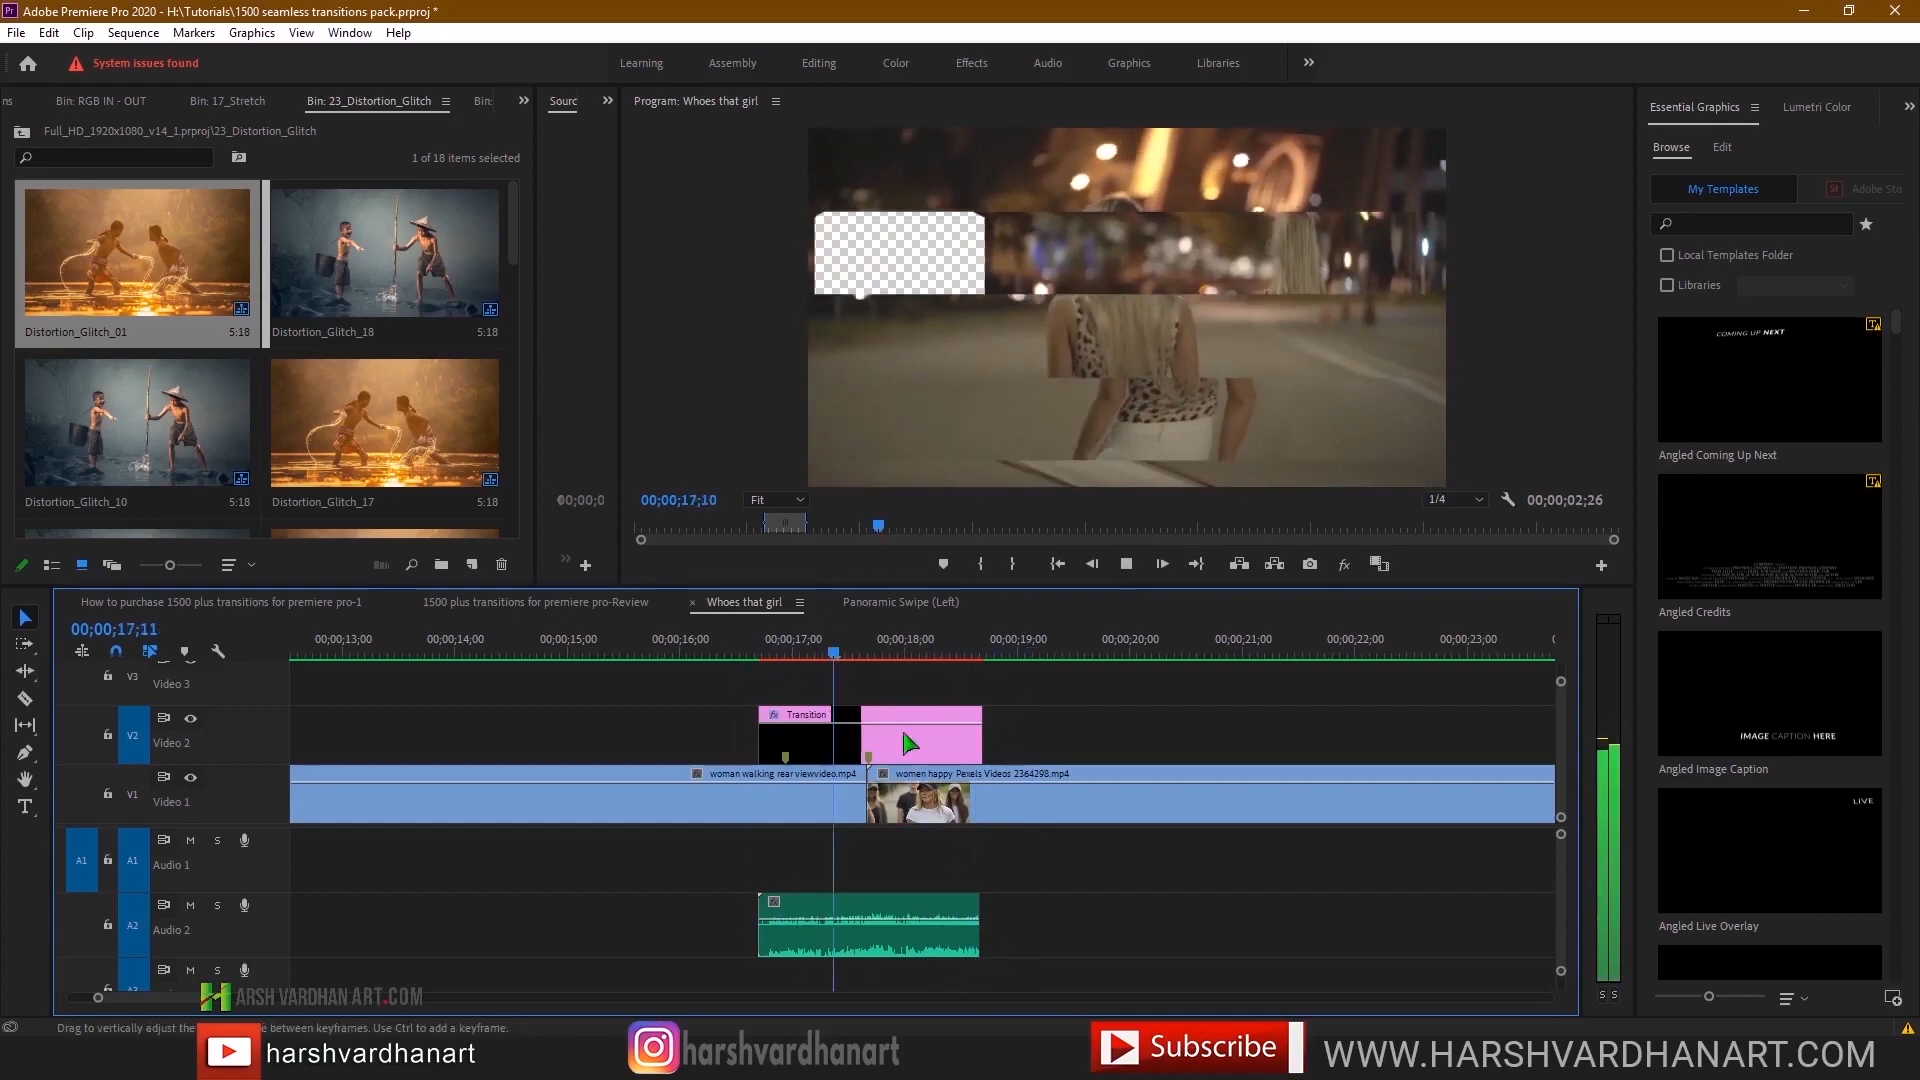 Pr Adobe Premiere Pro 2020 - H:\Tutorials\1500 seamless transitions pack.prproj *
File Edit Clip Sequence Markers Graphics View Window Help
System issues found
Learning Assembly Editing Color Effects Audio Graphics Libraries
ns Bin: RGB IN - OUT Bin: 17_Stretch Bin: 23_Distortion_Glitch Bin:
Sourc
Program: Whoes that girl
Essential Graphics Lumetri Color
Full_HD_1920x1080_v14_1.prproj\23_Distortion_Glitch
1 of 18 items selected
Browse Edit
My Templates
St Adobe Sto
Local Templates Folder
Libraries
Distortion_Glitch_01 5:18
Distortion_Glitch_18 5:18
Distortion_Glitch_10 5:18
Distortion_Glitch_17 5:18
COMING UP NEXT
Angled Coming Up Next
Angled Credits
IMAGE CAPTION HERE
Angled Image Caption
LIVE
Angled Live Overlay
00;00;0
00;00;17;10 Fit 1/4 00;00;02;26
How to purchase 1500 plus transitions for premiere pro-1
1500 plus transitions for premiere pro-Review
× Whoes that girl
Panoramic Swipe (Left)
00;00;17;11
00;00;13;00 00;00;14;00 00;00;15;00 00;00;16;00 00;00;17;00 00;00;18;00 00;00;19;00 00;00;20;00 00;00;21;00 00;00;22;00 00;00;23;00
V3 Video 3
V2 Video 2
fx Transition
V1 Video 1
woman walking rear viewvideo.mp4
women happy Pexels Videos 2364298.mp4
A1 A1 M S
Audio 1
A2 M S
Audio 2
M S
S S
HARSH VARDHAN ART.COM
Drag to vertically adjust the
e between keyframes. Use Ctrl to add a keyframe.
harshvardhanart
harshvardhanart
Subscribe
WWW.HARSHVARDHANART.COM